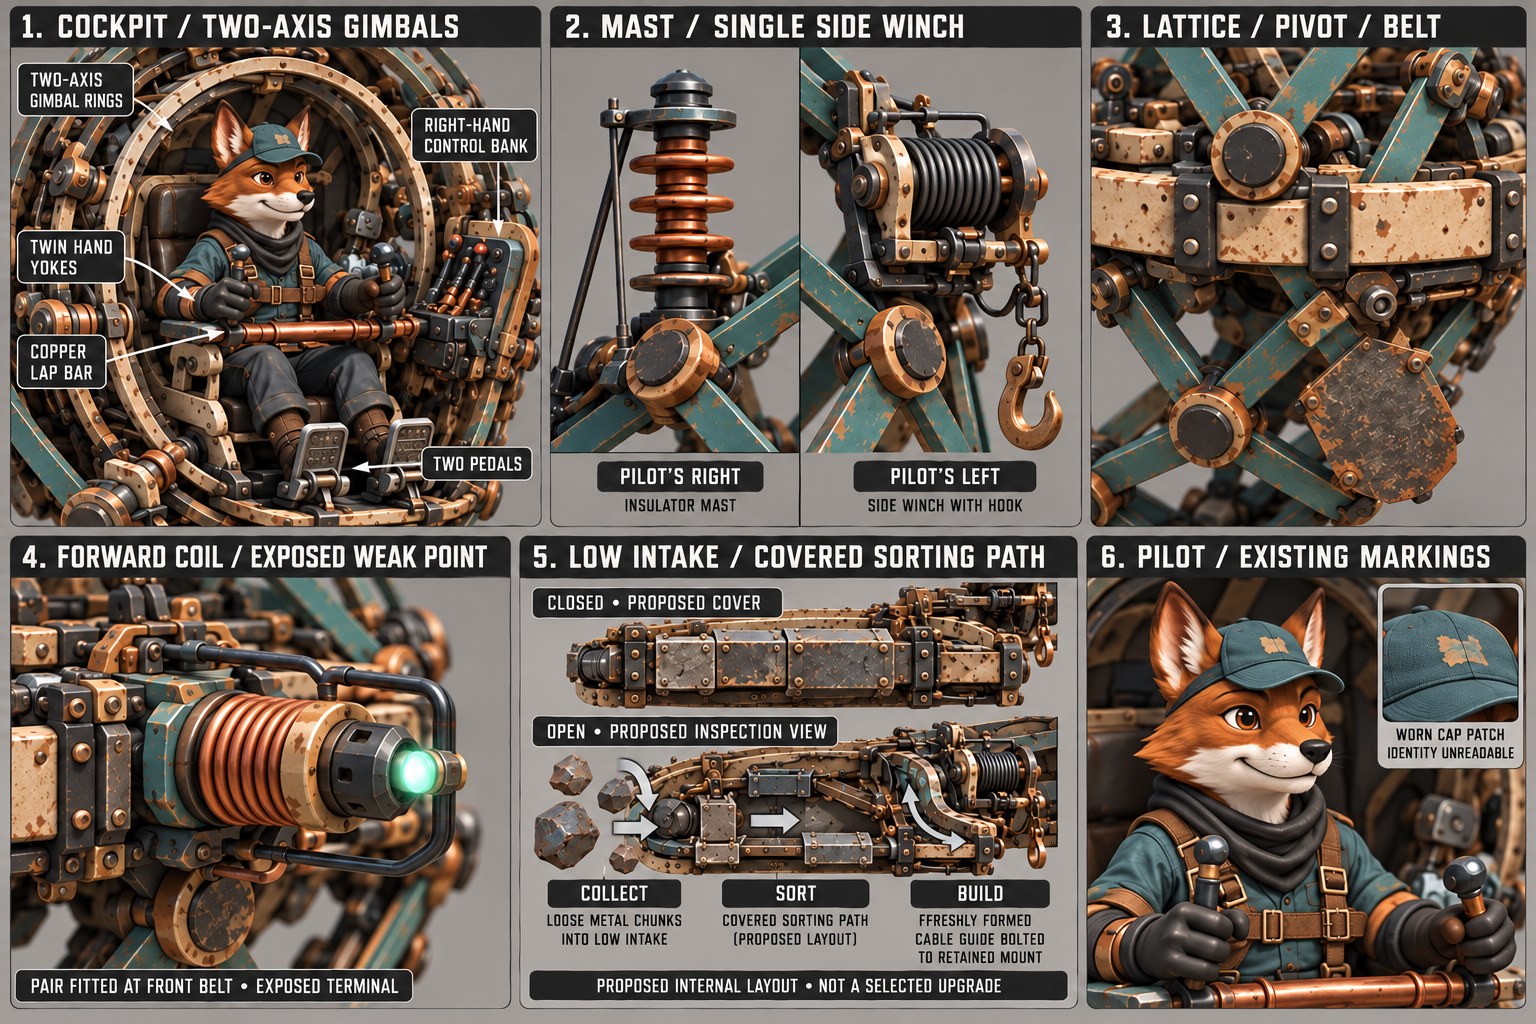 1. COCKPIT / TWO-AXIS GIMBALS
TWO-AXIS
GIMBAL RINGS
RIGHT-HAND
CONTROL BANK
TWIN HAND
YOKES
COPPER
LAP BAR
TWO PEDALS
2. MAST / SINGLE SIDE WINCH
PILOT'S RIGHT
INSULATOR MAST
PILOT'S LEFT
SIDE WINCH WITH HOOK
3. LATTICE / PIVOT / BELT
4. FORWARD COIL / EXPOSED WEAK POINT
PAIR FITTED AT FRONT BELT • EXPOSED TERMINAL
5. LOW INTAKE / COVERED SORTING PATH
CLOSED • PROPOSED COVER
OPEN • PROPOSED INSPECTION VIEW
COLLECT
LOOSE METAL CHUNKS
INTO LOW INTAKE
SORT
COVERED SORTING PATH
(PROPOSED LAYOUT)
BUILD
FFRESHLY FORMED
CABLE GUIDE BOLTED
TO RETAINED MOUNT
PROPOSED INTERNAL LAYOUT • NOT A SELECTED UPGRADE
6. PILOT / EXISTING MARKINGS
WORN CAP PATCH
IDENTITY UNREADABLE